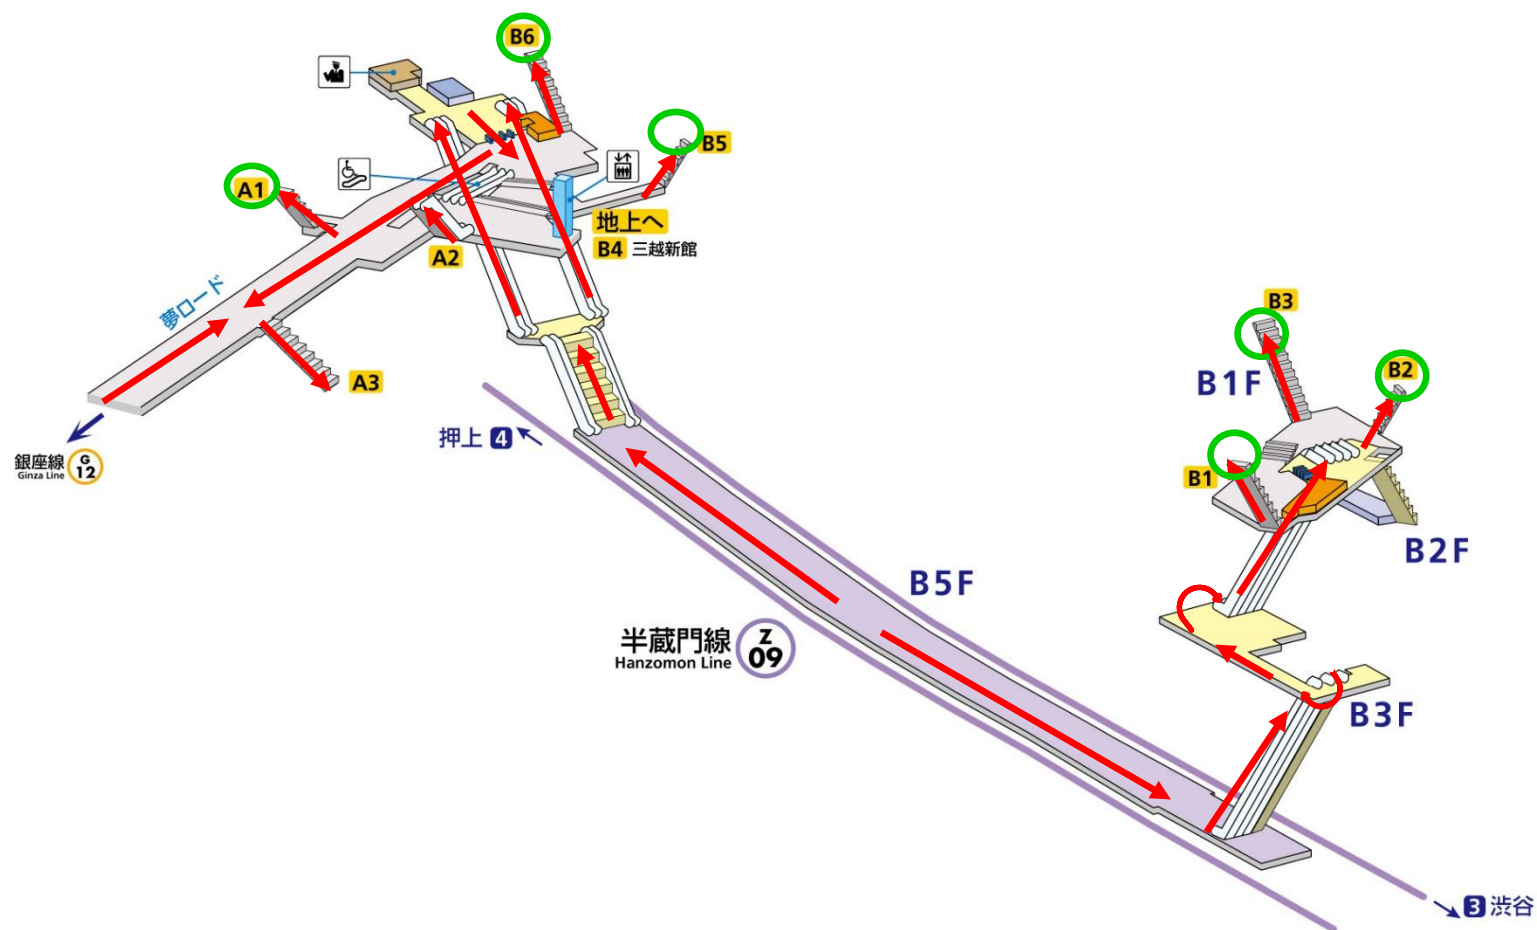 B6
B5
A1
地上へ
B4 三越新館
A2
夢ロード
A3
銀座線
Ginza Line
G
12
押上 4
B3
B1F
B2
B1
B2F
B5F
半蔵門線
Hanzomon Line
Z
09
B3F
3 渋谷